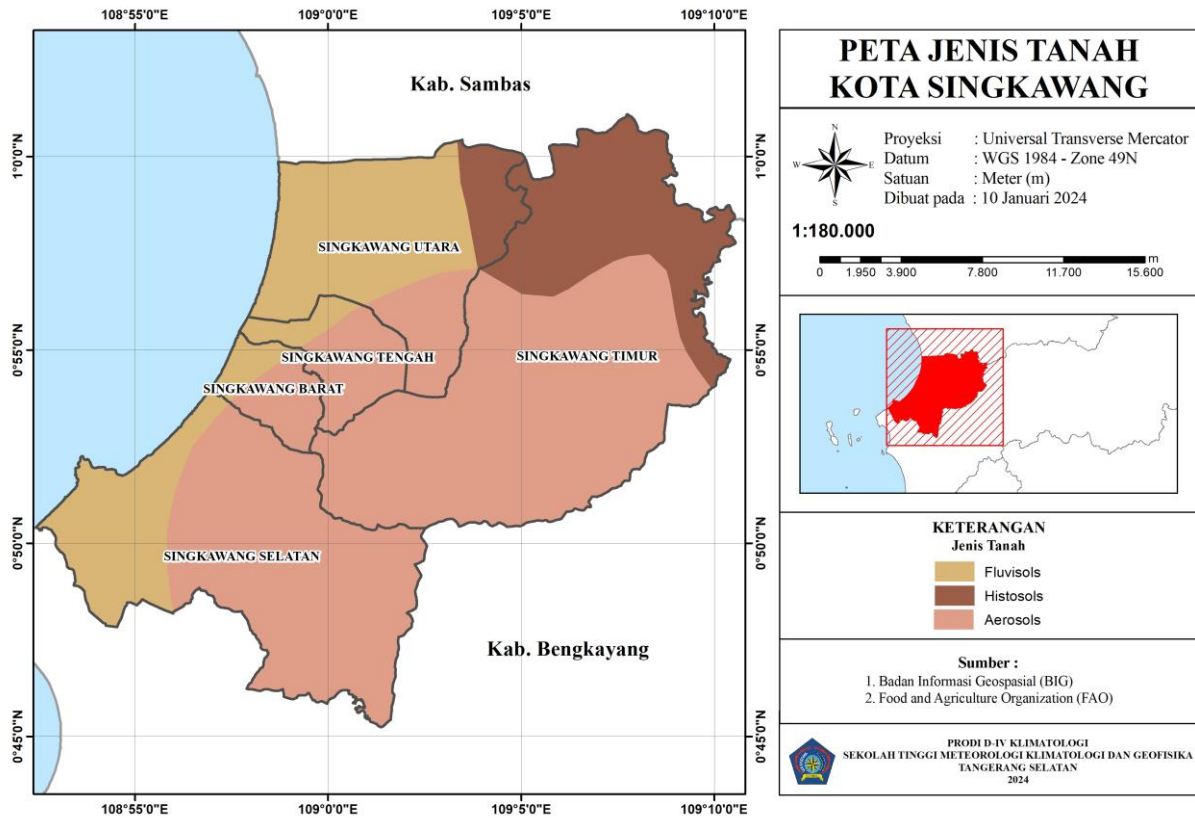 108°55'0"E 109°0'0"E 109°5'0"E 109°10'0"E
Kab. Sambas
1°0'0"N 1°0'0"N
SINGKAWANG UTARA
0°55'0"N 0°55'0"N
SINGKAWANG TENGAH
SINGKAWANG TIMUR
SINGKAWANG BARAT
0°50'0"N 0°50'0"N
SINGKAWANG SELATAN
Kab. Bengkayang
0°45'0"N 0°45'0"N
108°55'0"E 109°0'0"E 109°5'0"E 109°10'0"E
PETA JENIS TANAH
KOTA SINGKAWANG
N
W E
S
Proyeksi : Universal Transverse Mercator
Datum : WGS 1984 - Zone 49N
Satuan : Meter (m)
Dibuat pada : 10 Januari 2024
1:180.000
m
0 1.950 3.900 7.800 11.700 15.600
KETERANGAN
Jenis Tanah
Fluvisols
Histosols
Aerosols
Sumber :
1. Badan Informasi Geospasial (BIG)
2. Food and Agriculture Organization (FAO)
PRODI D-IV KLIMATOLOGI
SEKOLAH TINGGI METEOROLOGI KLIMATOLOGI DAN GEOFISIKA
TANGERANG SELATAN
2024